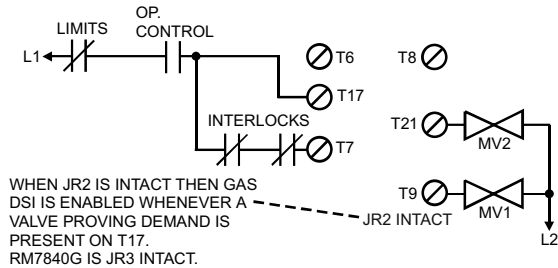 OP.
LIMITS
CONTROL
L1
T6
T8
T17
INTERLOCKS
T21
T7
MV2
WHEN JR2 IS INTACT THEN GAS
DSI IS ENABLED WHENEVER A
VALVE PROVING DEMAND IS
PRESENT ON T17.
RM7840G IS JR3 INTACT.
T9
JR2 INTACT
MV1
L2